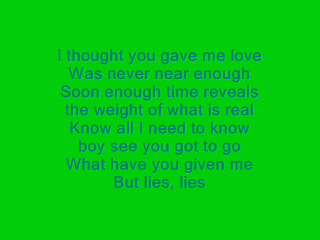 I thought you gave me love
Was never near enough
Soon enough time reveals
the weight of what is real
Know all I need to know
boy see you got to go
What have you given me
But lies, lies